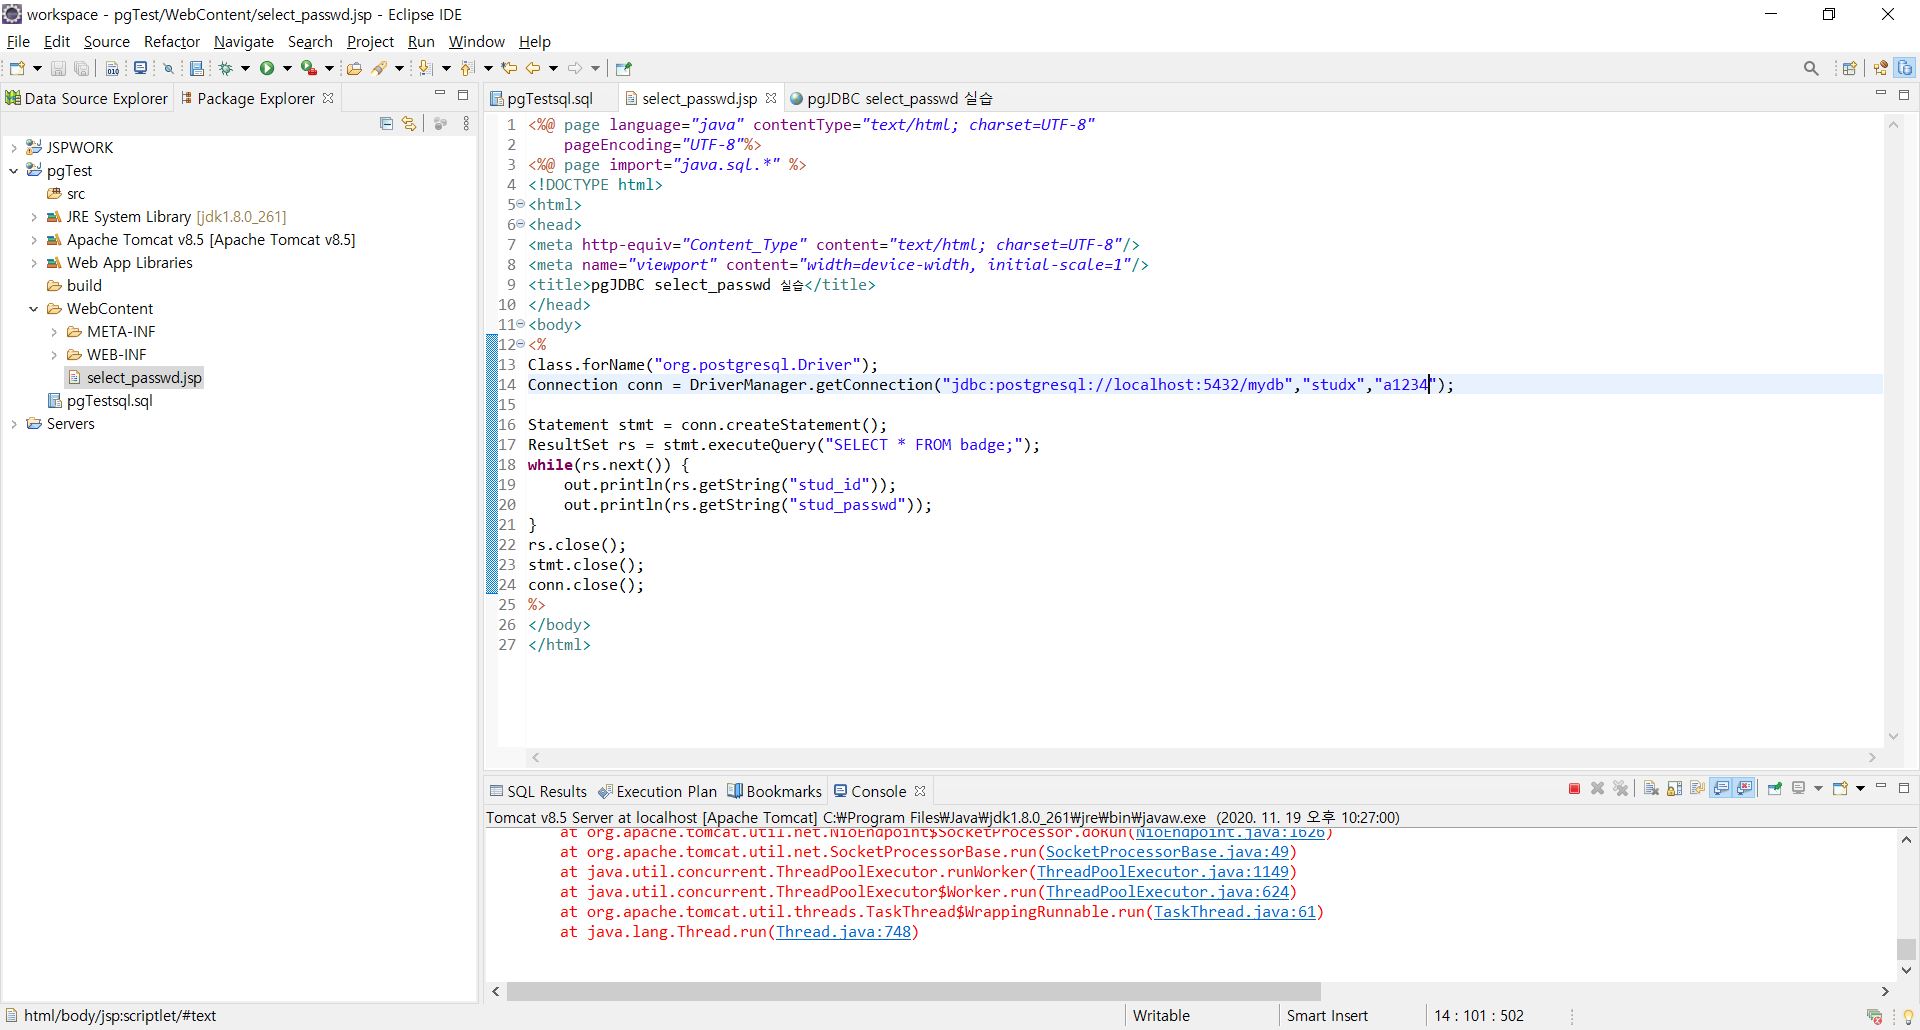 workspace - pgTest/WebContent/select_passwd.jsp - Eclipse IDE
File Edit Source Refactor Navigate Search Project Run Window Help
Data Source Explorer Package Explorer
JSPWORK
pgTest
src
JRE System Library [jdk1.8.0_261]
Apache Tomcat v8.5 [Apache Tomcat v8.5]
Web App Libraries
build
WebContent
META-INF
WEB-INF
select_passwd.jsp
pgTestsql.sql
Servers
pgTestsql.sql select_passwd.jsp pgJDBC select_passwd 실습
1 <%@ page language="java" contentType="text/html; charset=UTF-8"
2 pageEncoding="UTF-8"%>
3 <%@ page import="java.sql.*" %>
4 <!DOCTYPE html>
5 <html>
6 <head>
7 <meta http-equiv="Content_Type" content="text/html; charset=UTF-8"/>
8 <meta name="viewport" content="width=device-width, initial-scale=1"/>
9 <title>pgJDBC select_passwd 실습</title>
10 </head>
11 <body>
12 <%
13 Class.forName("org.postgresql.Driver");
14 Connection conn = DriverManager.getConnection("jdbc:postgresql://localhost:5432/mydb","studx","a1234");
15
16 Statement stmt = conn.createStatement();
17 ResultSet rs = stmt.executeQuery("SELECT * FROM badge;");
18 while(rs.next()) {
19 out.println(rs.getString("stud_id"));
20 out.println(rs.getString("stud_passwd"));
21 }
22 rs.close();
23 stmt.close();
24 conn.close();
25 %>
26 </body>
27 </html>
SQL Results Execution Plan Bookmarks Console
Tomcat v8.5 Server at localhost [Apache Tomcat] C:₩Program Files₩Java₩jdk1.8.0_261₩jre₩bin₩javaw.exe (2020. 11. 19 오후 10:27:00)
at org.apache.tomcat.util.net.NioEndpoint$SocketProcessor.doRun(NioEndpoint.java:1626)
at org.apache.tomcat.util.net.SocketProcessorBase.run(SocketProcessorBase.java:49)
at java.util.concurrent.ThreadPoolExecutor.runWorker(ThreadPoolExecutor.java:1149)
at java.util.concurrent.ThreadPoolExecutor$Worker.run(ThreadPoolExecutor.java:624)
at org.apache.tomcat.util.threads.TaskThread$WrappingRunnable.run(TaskThread.java:61)
at java.lang.Thread.run(Thread.java:748)
html/body/jsp:scriptlet/#text Writable Smart Insert 14 : 101 : 502